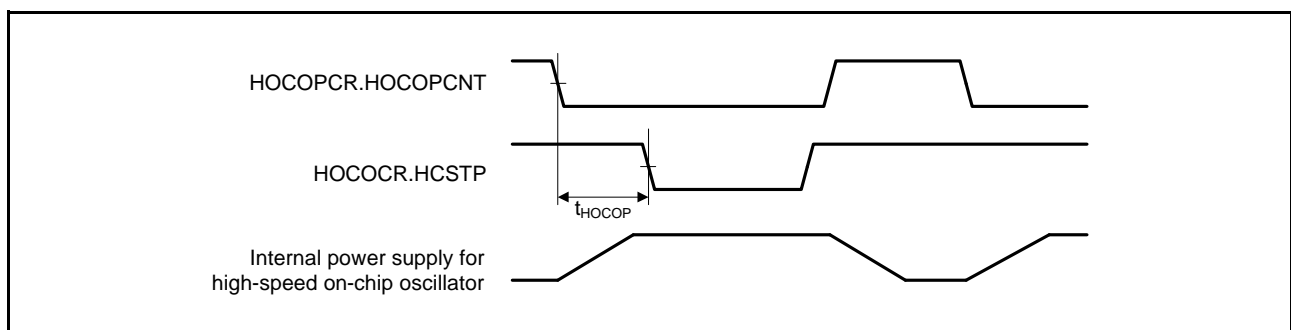 HOCOPCR.HOCOPCNT
HOCOCR.HCSTP
tHOCOP
Internal power supply for
high-speed on-chip oscillator